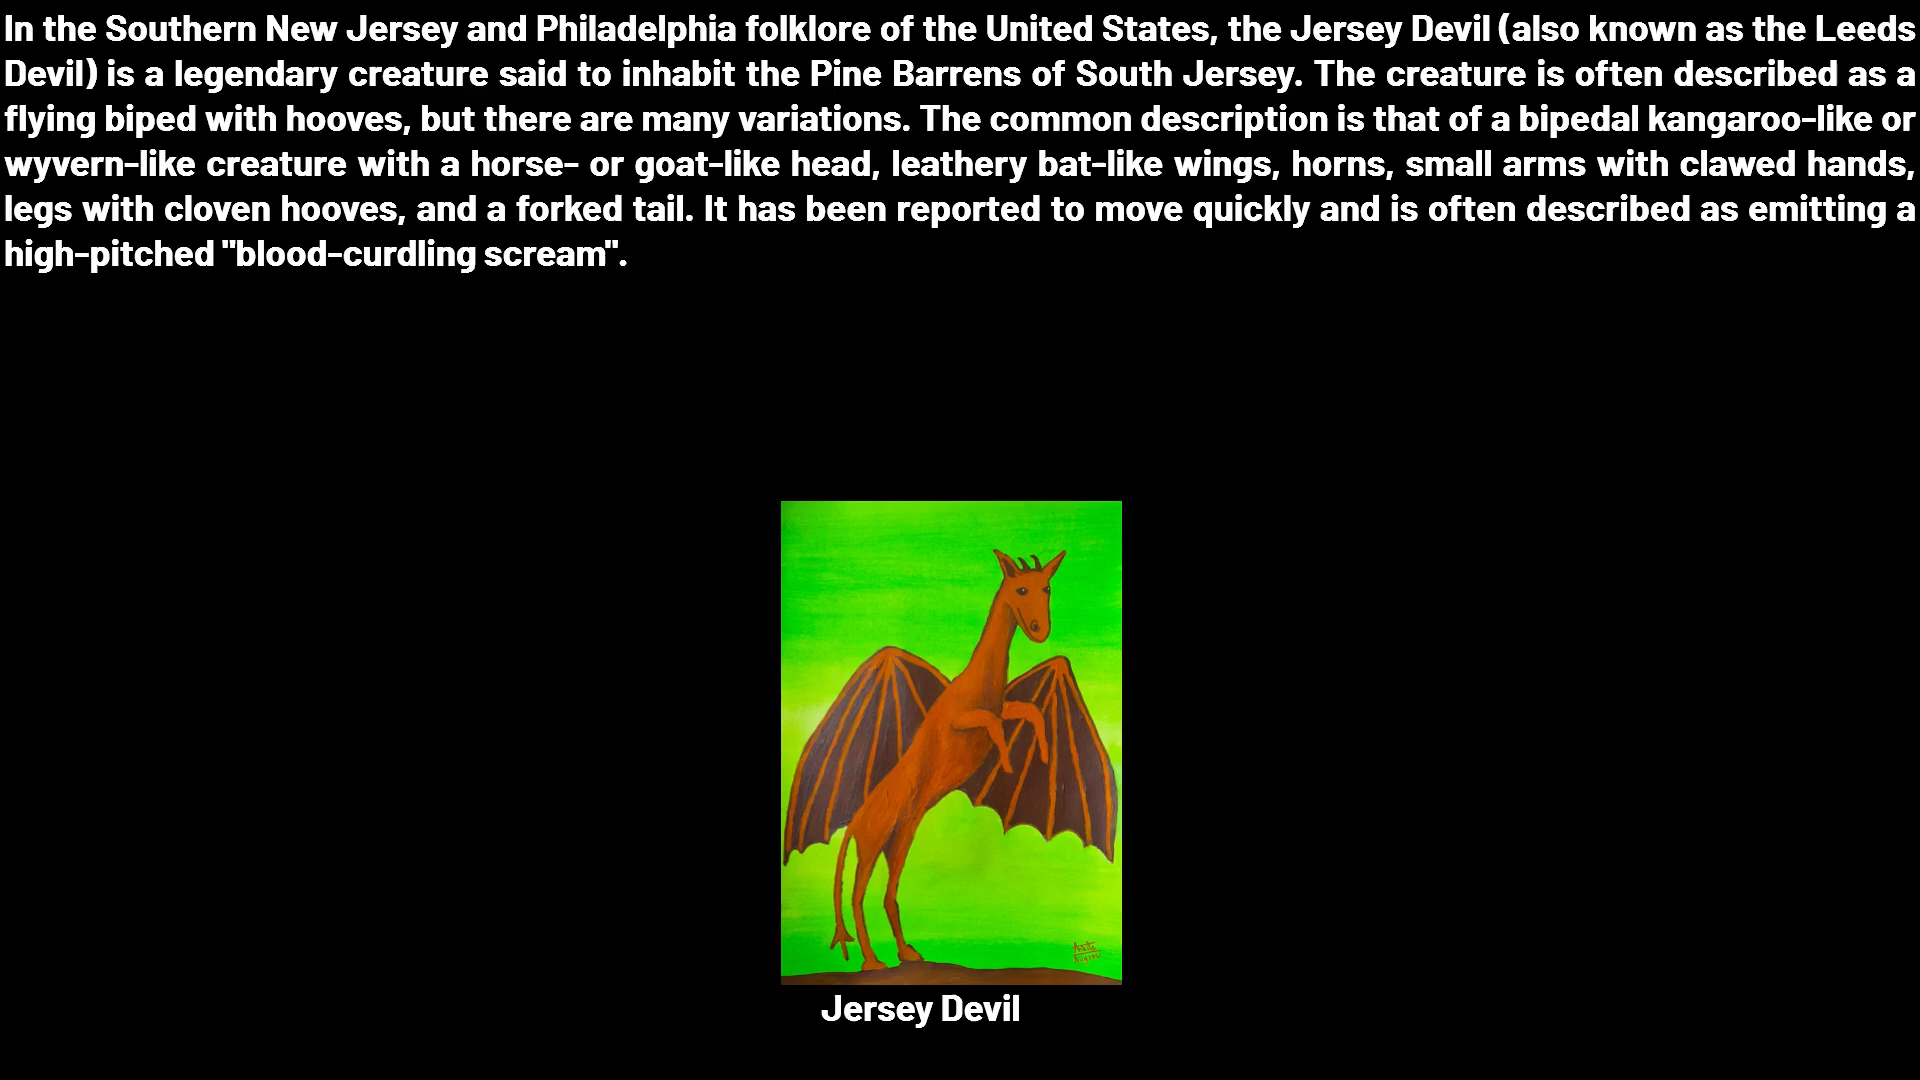 In the Southern New Jersey and Philadelphia folklore of the United States, the Jersey Devil (also known as the Leeds
Devil) is a legendary creature said to inhabit the Pine Barrens of South Jersey. The creature is often described as a
flying biped with hooves, but there are many variations. The common description is that of a bipedal kangaroo-like or
wyvern-like creature with a horse- or goat-like head, leathery bat-like wings, horns, small arms with clawed hands,
legs with cloven hooves, and a forked tail. It has been reported to move quickly and is often described as emitting a
high-pitched "blood-curdling scream".
Jersey Devil